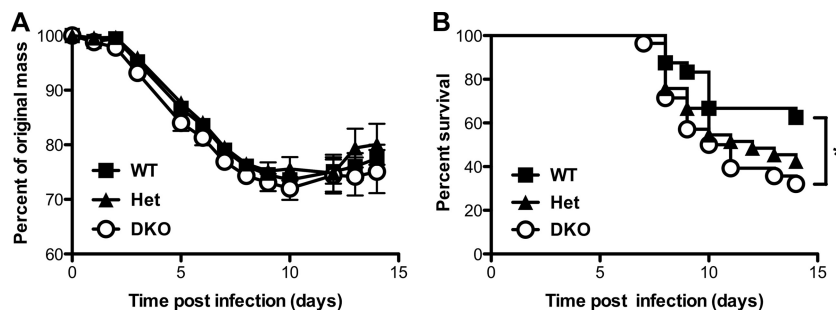 A
Percent of original mass
100
90
80
70
60
WT
Het
DKO
0
5
10
15
Time post infection (days)
B
Percent survival
100
80
60
40
20
0
WT
Het
DKO
0
5
10
15
Time post infection (days)